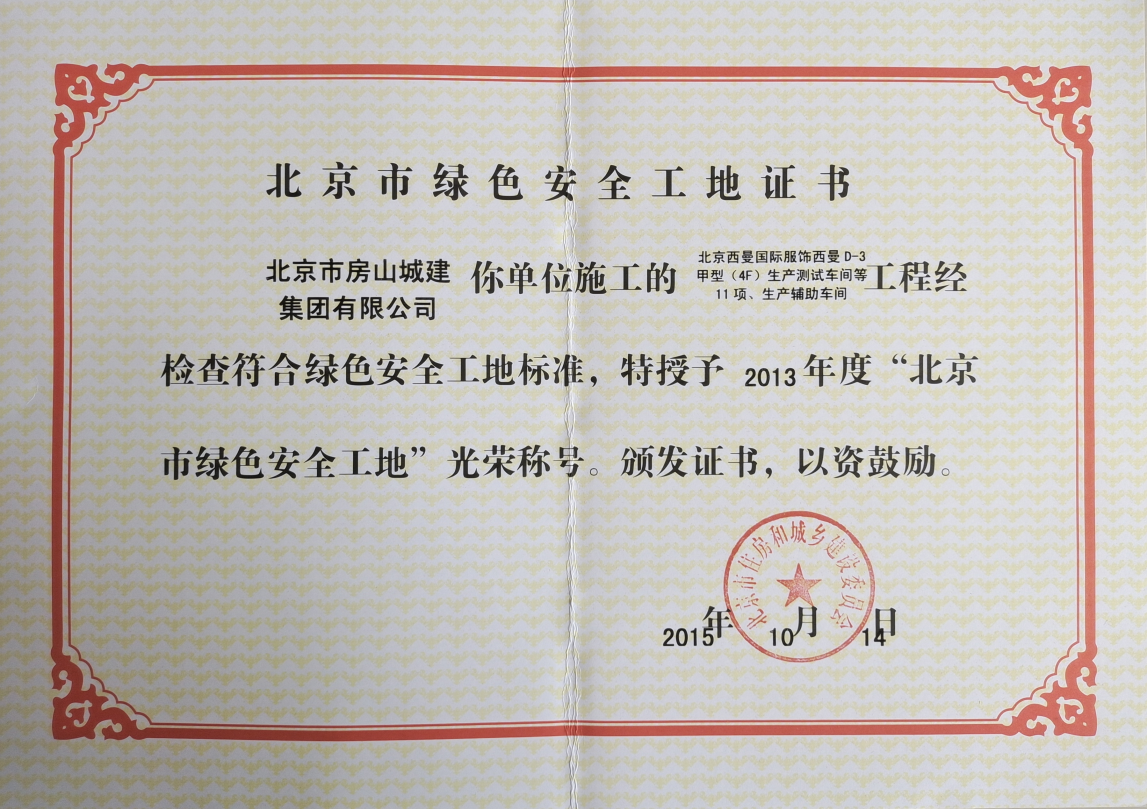 北京市绿色安全工地证书
北京市房山城建
集团有限公司
你单位施工的
北京西曼国际服饰西曼 D-3
甲型（4F）生产测试车间等
11 项、生产辅助车间
工程经
检查符合绿色安全工地标准，特授予 2013 年度“北京
市绿色安全工地”光荣称号。颁发证书，以资鼓励。
北京市住房和城乡建设委员会
2015年 10月 14日